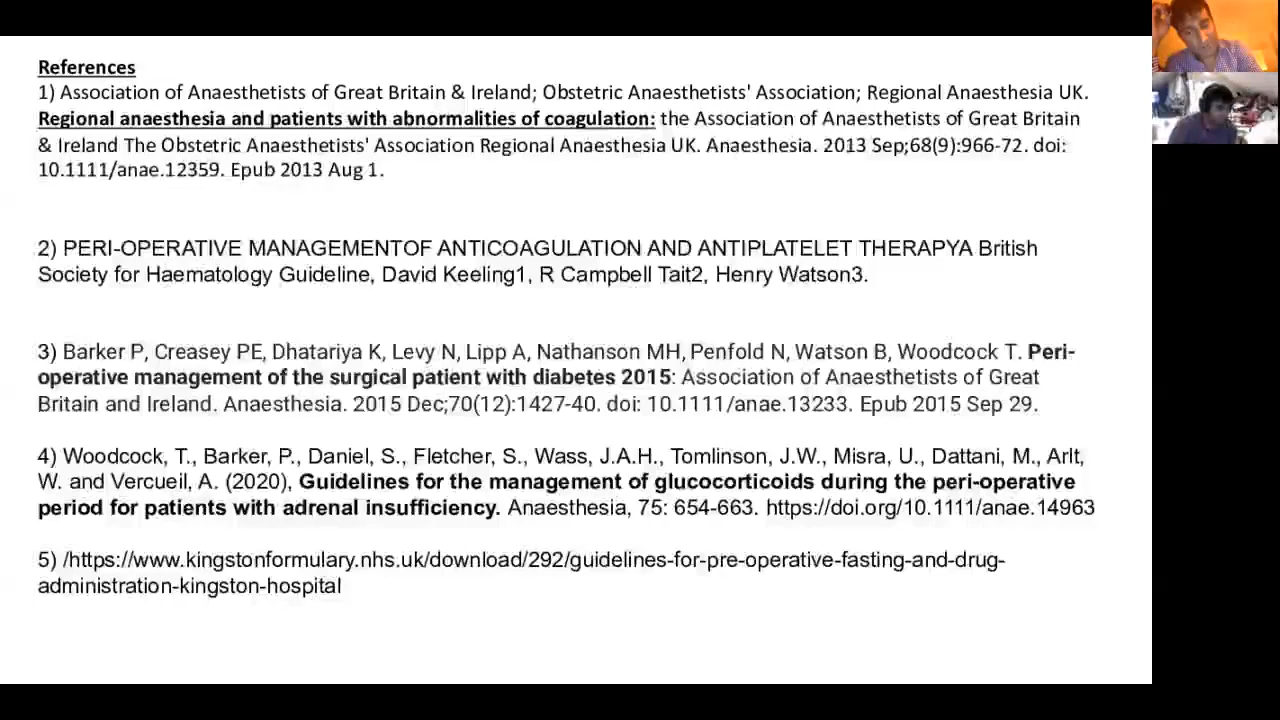 References
1) Association of Anaesthetists of Great Britain & Ireland; Obstetric Anaesthetists' Association; Regional Anaesthesia UK.
Regional anaesthesia and patients with abnormalities of coagulation: the Association of Anaesthetists of Great Britain
& Ireland The Obstetric Anaesthetists' Association Regional Anaesthesia UK. Anaesthesia. 2013 Sep;68(9):966-72. doi:
10.1111/anae.12359. Epub 2013 Aug 1.
2) PERI-OPERATIVE MANAGEMENTOF ANTICOAGULATION AND ANTIPLATELET THERAPYA British
Society for Haematology Guideline, David Keeling1, R Campbell Tait2, Henry Watson3.
3) Barker P, Creasey PE, Dhatariya K, Levy N, Lipp A, Nathanson MH, Penfold N, Watson B, Woodcock T. Peri-
operative management of the surgical patient with diabetes 2015: Association of Anaesthetists of Great
Britain and Ireland. Anaesthesia. 2015 Dec;70(12):1427-40. doi: 10.1111/anae.13233. Epub 2015 Sep 29.
4) Woodcock, T., Barker, P., Daniel, S., Fletcher, S., Wass, J.A.H., Tomlinson, J.W., Misra, U., Dattani, M., Arlt,
W. and Vercueil, A. (2020), Guidelines for the management of glucocorticoids during the peri-operative
period for patients with adrenal insufficiency. Anaesthesia, 75: 654-663. https://doi.org/10.1111/anae.14963
5) /https://www.kingstonformulary.nhs.uk/download/292/guidelines-for-pre-operative-fasting-and-drug-
administration-kingston-hospital